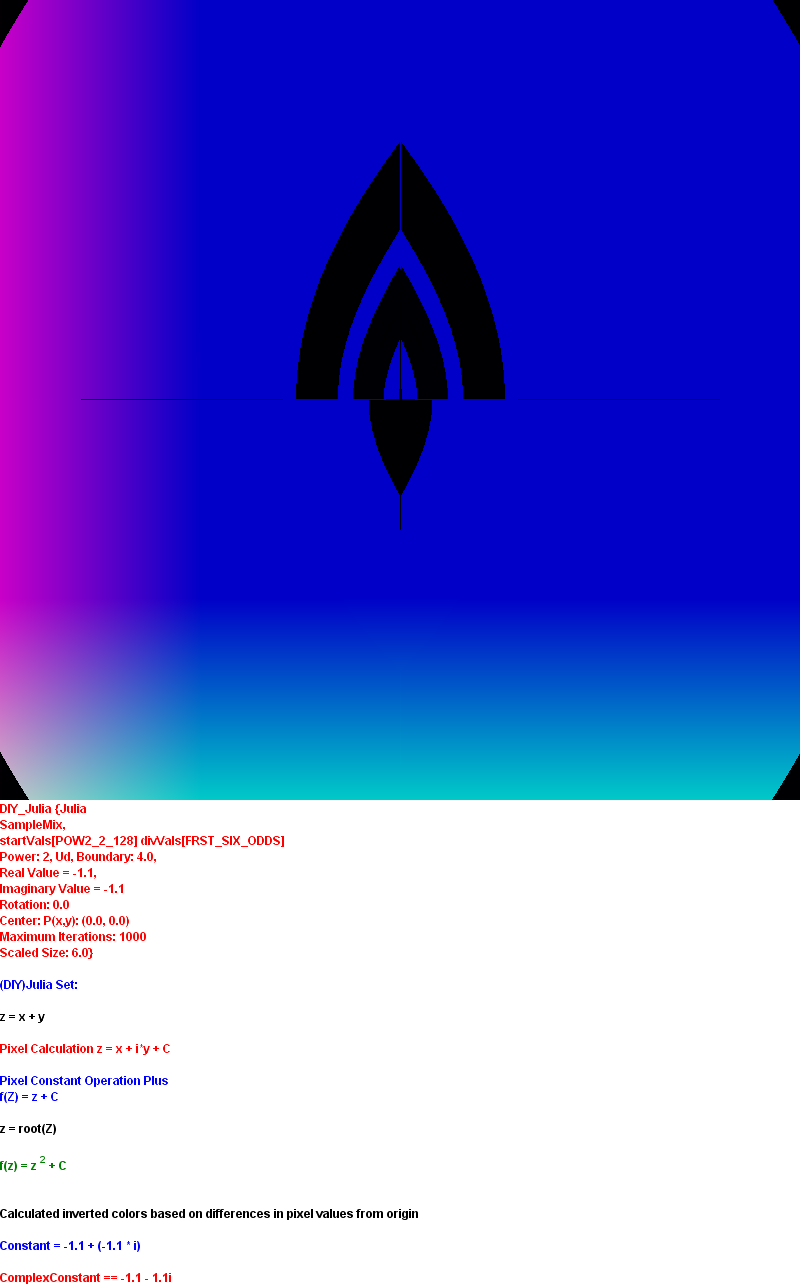 DIY_Julia {Julia
SampleMix,
startVals[POW2_2_128] divVals[FRST_SIX_ODDS]
Power: 2, Ud, Boundary: 4.0,
Real Value = -1.1,
Imaginary Value = -1.1
Rotation: 0.0
Center: P(x,y): (0.0, 0.0)
Maximum Iterations: 1000
Scaled Size: 6.0}
(DIY)Julia Set:
z = x + y
Pixel Calculation z = x + i*y + C
Pixel Constant Operation Plus
f(Z) = z + C
z = root(Z)
f(z) = z ² + C
Calculated inverted colors based on differences in pixel values from origin
Constant = -1.1 + (-1.1 * i)
ComplexConstant == -1.1 - 1.1i